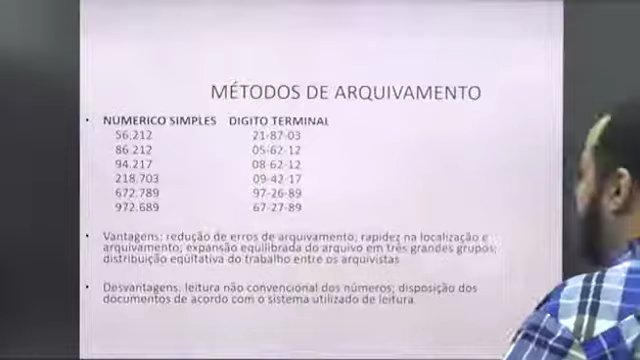 MÉTODOS DE ARQUIVAMENTO
• NUMERICO SIMPLES DIGITO TERMINAL
56.212 21-87-03
86.212 05-62-12
94.217 08-62-12
218.703 09-42-17
672.789 97-26-89
972.689 67-27-89
• Vantagens: redução de erros de arquivamento; rapidez na localização e
arquivamento; expansão equilibrada do arquivo em três grandes grupos;
distribuição equitativa do trabalho entre os arquivistas
• Desvantagens: leitura não convencional dos números; disposição dos
documentos de acordo com o sistema utilizado de leitura.